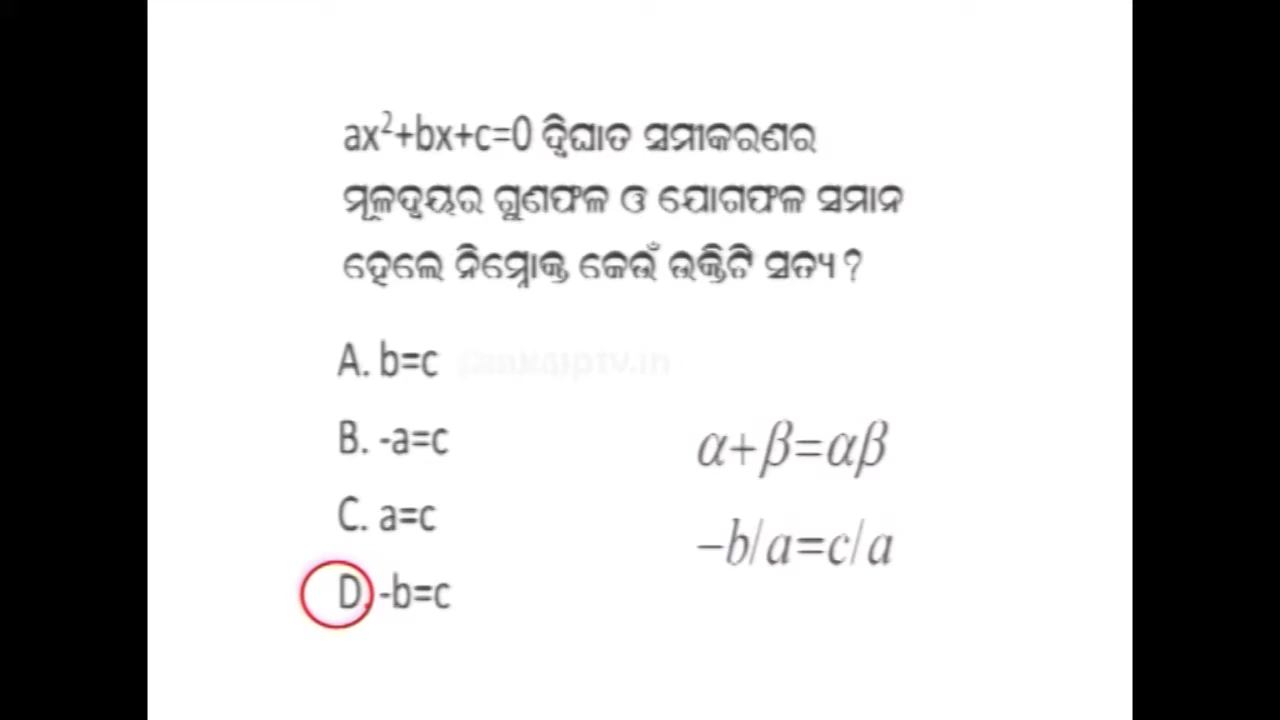 ax²+bx+c=0 ଦ୍ୱିଘାତ ସମୀକରଣର
ମୂଳଦ୍ୱୟର ଗୁଣଫଳ ଓ ଯୋଗଫଳ ସମାନ
ହେଲେ ନିମ୍ନୋକ୍ତ କେଉଁ ଉକ୍ତିଟି ସତ୍ୟ?
A. b=c
B. -a=c
C. a=c
D. -b=c
α+β=αβ
–b/a=c/a